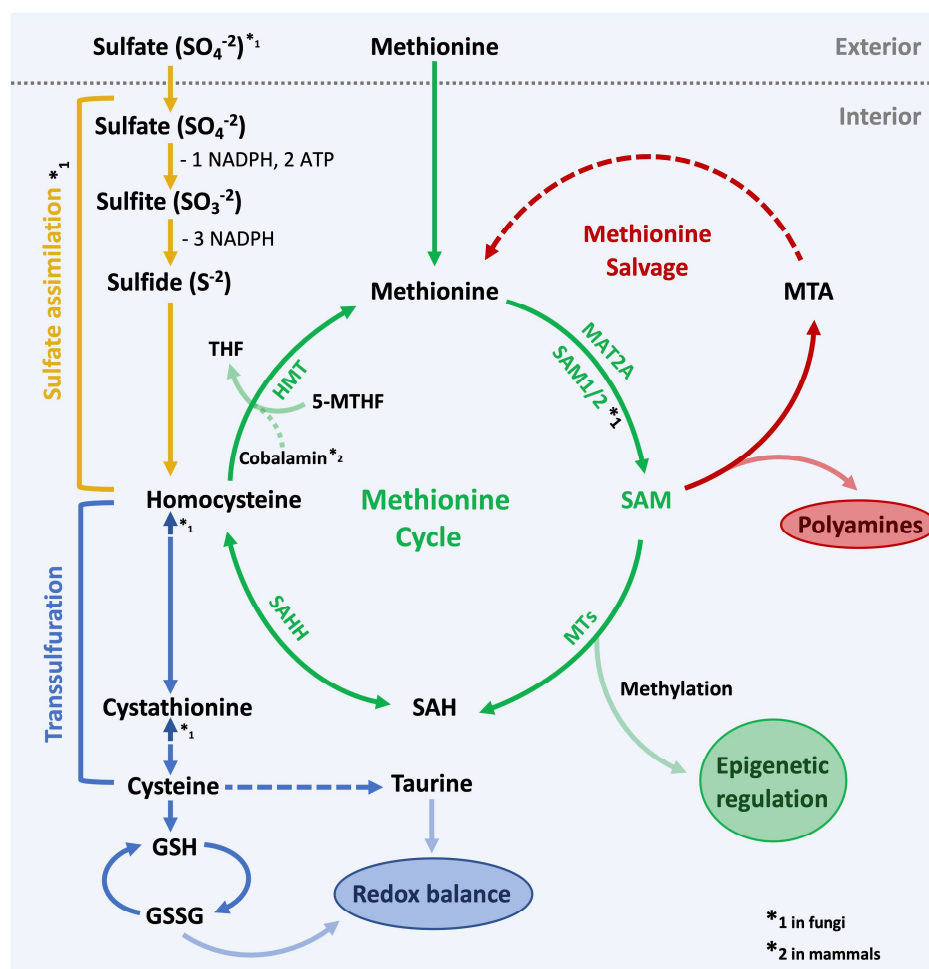 Sulfate (SO₄⁻²)*₁
Methionine
Exterior
Interior
Sulfate assimilation *₁
Sulfate (SO₄⁻²)
- 1 NADPH, 2 ATP
Sulfite (SO₃⁻²)
- 3 NADPH
Sulfide (S⁻²)
Methionine
Salvage
Methionine
MTA
MAT2A
SAM1/2 *₁
THF
HMT
5-MTHF
Cobalamin*₂
Homocysteine
Methionine
Cycle
SAM
Polyamines
*₁
Transsulfuration
SAHH
MTs
Methylation
Cystathionine
SAH
*₁
Epigenetic
regulation
Cysteine
Taurine
GSH
Redox balance
GSSG
*1 in fungi
*2 in mammals